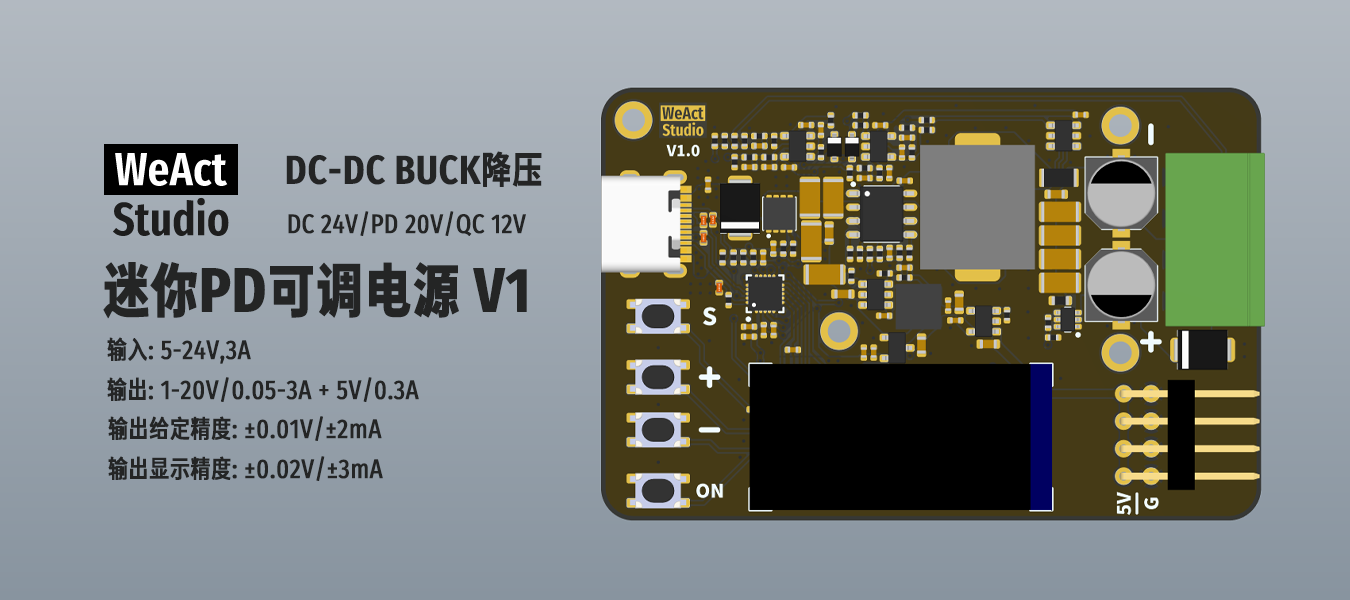 WeAct
Studio
DC-DC BUCK降压
DC 24V/PD 20V/QC 12V
迷你PD可调电源 V1
输入: 5-24V,3A
输出: 1-20V/0.05-3A + 5V/0.3A
输出给定精度: ±0.01V/±2mA
输出显示精度: ±0.02V/±3mA
WeAct
Studio
V1.0
S
+
−
ON
−
+
5V
G